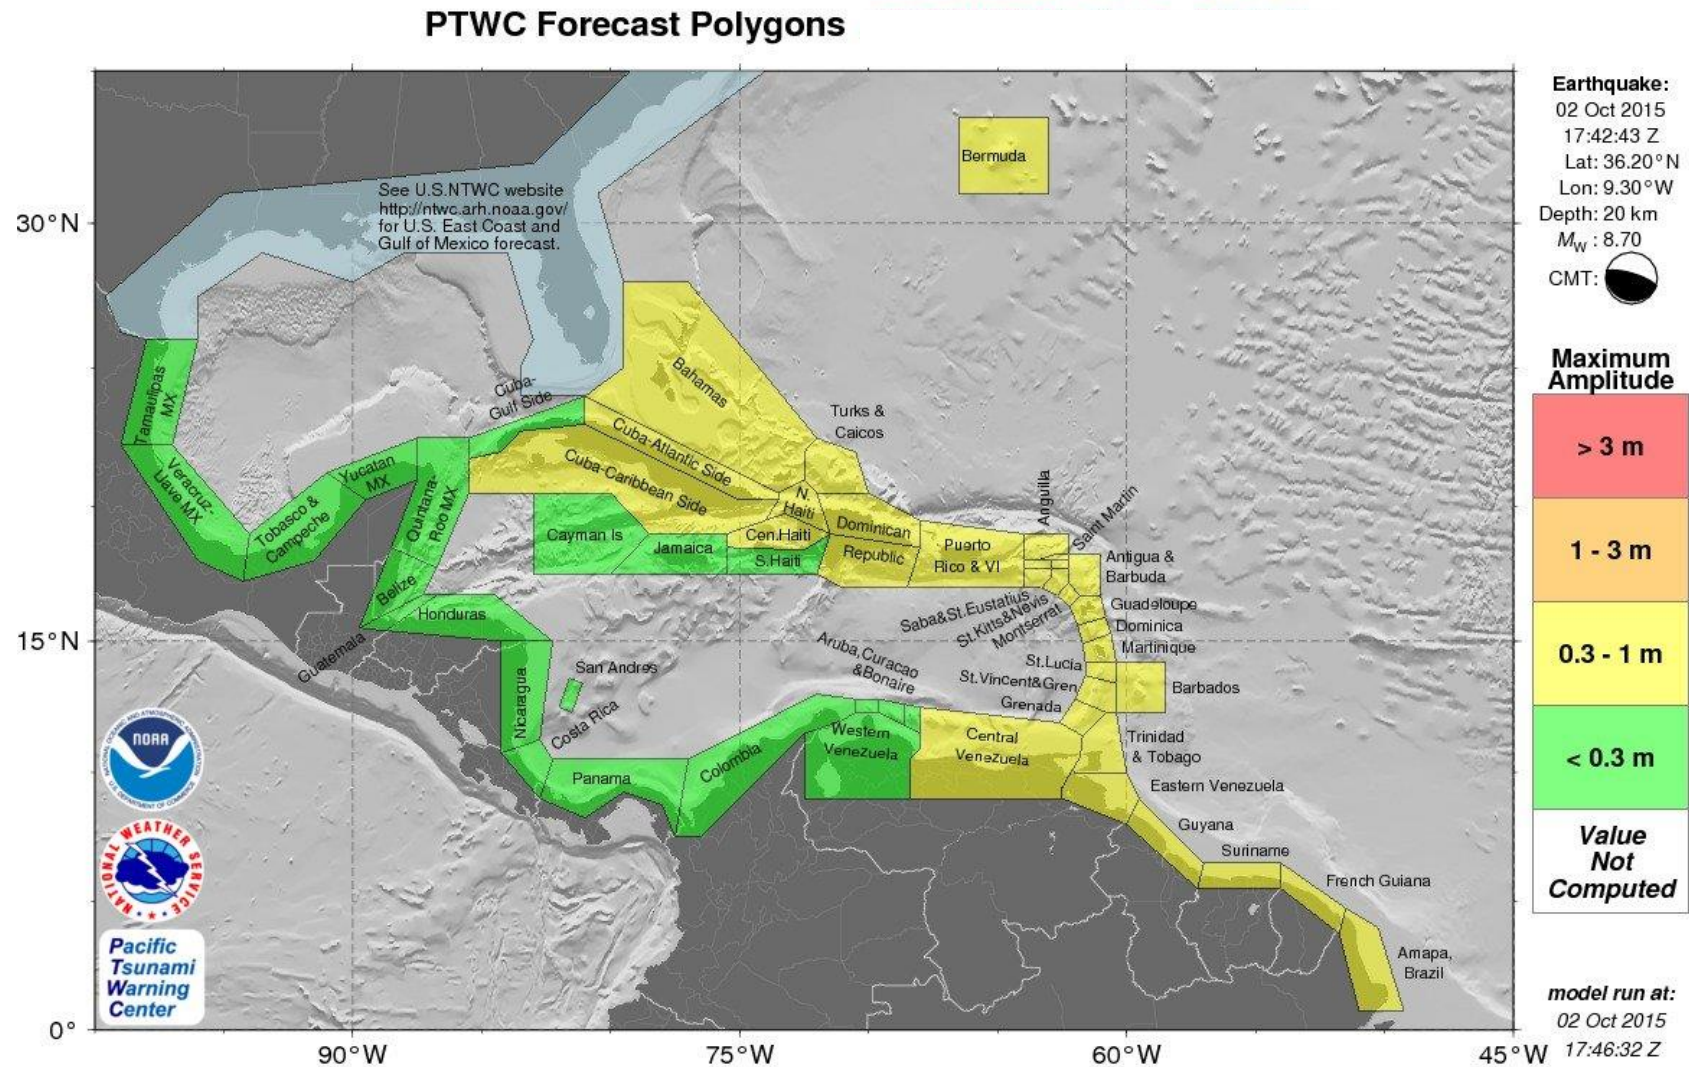 PTWC Forecast Polygons
Earthquake:
02 Oct 2015
17:42:43 Z
Lat: 36.20°N
Lon: 9.30°W
Depth: 20 km
MW : 8.70
CMT:
Maximum
Amplitude
> 3 m
1 - 3 m
0.3 - 1 m
< 0.3 m
Value
Not
Computed
model run at:
02 Oct 2015
17:46:32 Z
30°N
15°N
0°
90°W
75°W
60°W
45°W
See U.S.NTWC website
http://ntwc.arh.noaa.gov/
for U.S. East Coast and
Gulf of Mexico forecast.
Bermuda
Bahamas
Turks &
Caicos
Cuba-
Gulf Side
Cuba-Atlantic Side
Cuba-Caribbean Side
Tamaulipas
MX
Veracruz-
Llave MX
Tobasco &
Campeche
Yucatan
MX
Quintana-
Roo MX
Belize
Honduras
Guatemala
Nicaragua
San Andres
Costa Rica
Panama
Colombia
Cayman Is
Jamaica
N.
Haiti
Cen.Haiti
S.Haiti
Dominican
Republic
Puerto
Rico & VI
Anguilla
Saint Martin
Antigua &
Barbuda
Saba&St.Eustatius
St.Kitts&Nevis
Montserrat
Guadeloupe
Dominica
Martinique
St.Lucia
Barbados
St.Vincent&Gren
Grenada
Aruba,Curacao
&Bonaire
Western
Venezuela
Central
Venezuela
Trinidad
& Tobago
Eastern Venezuela
Guyana
Suriname
French Guiana
Amapa,
Brazil
NATIONAL OCEANIC AND ATMOSPHERIC ADMINISTRATION
NOAA
U.S. DEPARTMENT OF COMMERCE
NATIONAL WEATHER SERVICE
Pacific
Tsunami
Warning
Center